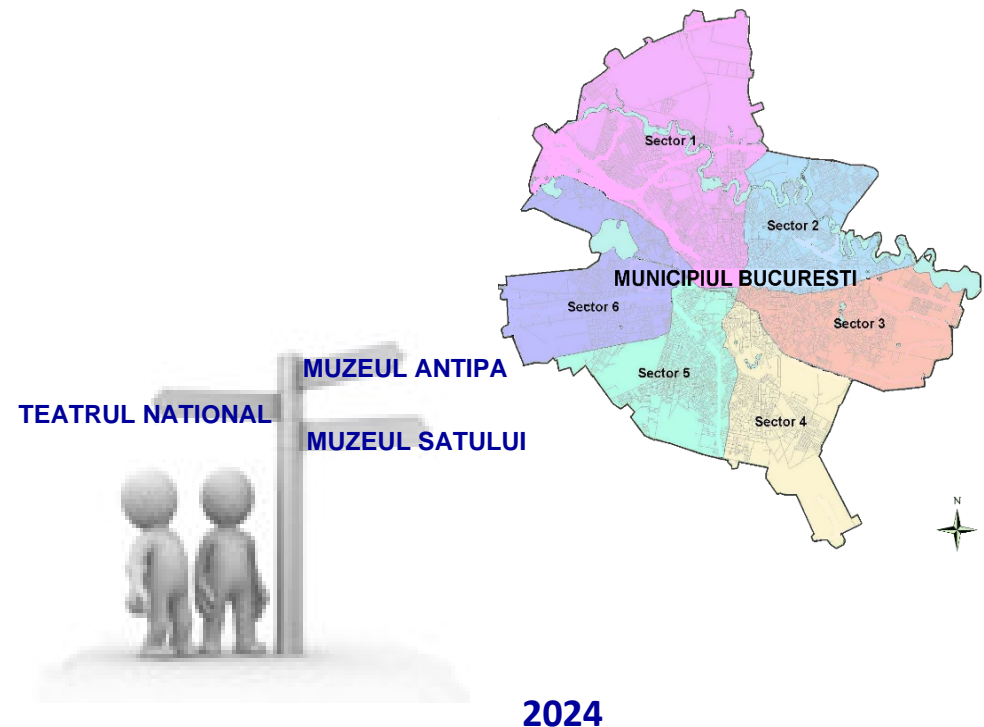 Sector 1
Sector 2
MUNICIPIUL BUCURESTI
Sector 6
Sector 3
MUZEUL ANTIPA
Sector 5
TEATRUL NATIONAL
Sector 4
MUZEUL SATULUI
N
2024